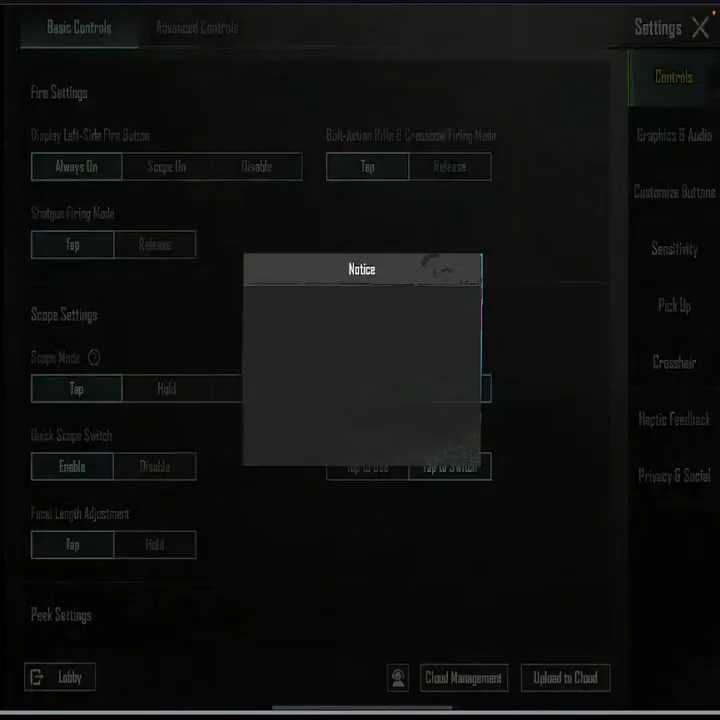 Basic Controls
Advanced Controls
Settings
Controls
Graphics & Audio
Customize Buttons
Sensitivity
Pick Up
Crosshair
Haptic Feedback
Privacy & Social
Fire Settings
Display Left-Side Fire Button
Bolt-Action Rifle & Crossbow Firing Mode
Always On
Scope On
Disable
Tap
Release
Shotgun Firing Mode
Tap
Release
Notice
Scope Settings
Scope Mode
Tap
Hold
Quick Scope Switch
Enable
Disable
Tap to Use
Tap to Switch
Focal Length Adjustment
Tap
Hold
Peek Settings
Lobby
Cloud Management
Upload to Cloud